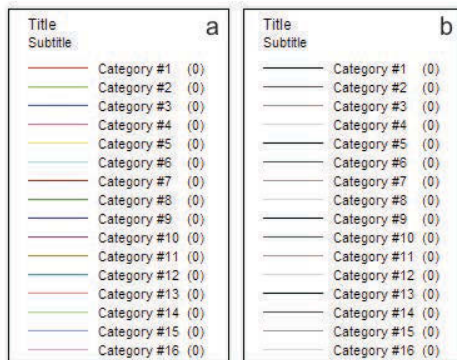 Title a
Subtitle
Category #1 (0)
Category #2 (0)
Category #3 (0)
Category #4 (0)
Category #5 (0)
Category #6 (0)
Category #7 (0)
Category #8 (0)
Category #9 (0)
Category #10 (0)
Category #11 (0)
Category #12 (0)
Category #13 (0)
Category #14 (0)
Category #15 (0)
Category #16 (0)
Title b
Subtitle
Category #1 (0)
Category #2 (0)
Category #3 (0)
Category #4 (0)
Category #5 (0)
Category #6 (0)
Category #7 (0)
Category #8 (0)
Category #9 (0)
Category #10 (0)
Category #11 (0)
Category #12 (0)
Category #13 (0)
Category #14 (0)
Category #15 (0)
Category #16 (0)